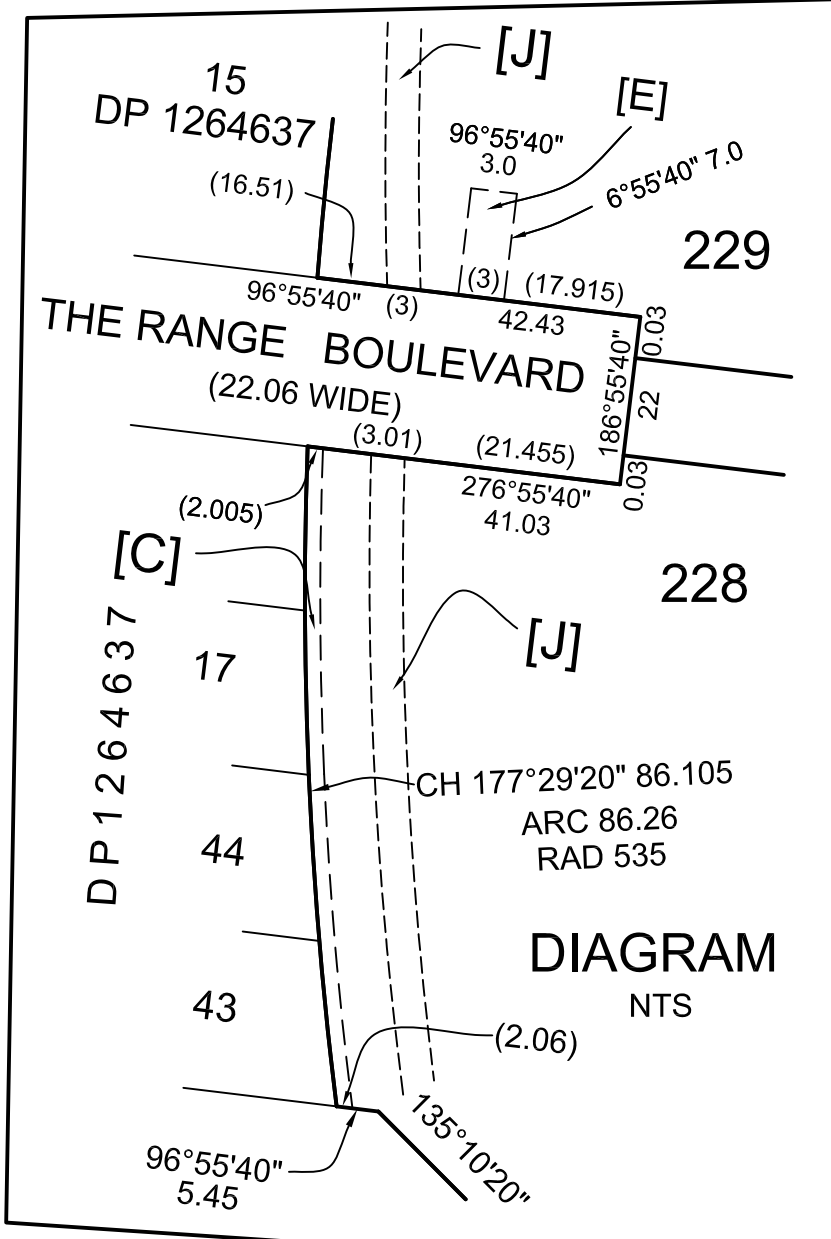 [J]
15
DP 1264637
[E]
96°55'40"
3.0
6°55'40" 7.0
(16.51)
229
(3)
(17.915)
96°55'40"
(3)
42.43
0.03
THE RANGE BOULEVARD
(22.06 WIDE)
186°55'40"
22
(3.01)
(21.455)
0.03
276°55'40"
41.03
(2.005)
[C]
228
[J]
DP1264637
17
CH 177°29'20" 86.105
ARC 86.26
RAD 535
44
DIAGRAM
NTS
43
(2.06)
135°10'20"
96°55'40"
5.45